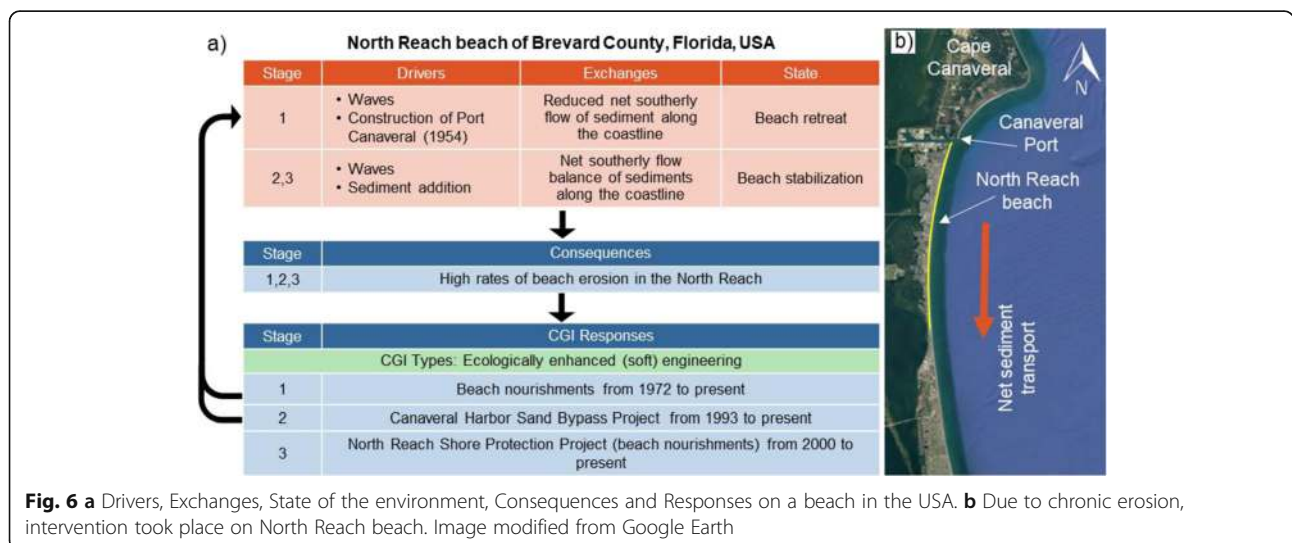 a)
North Reach beach of Brevard County, Florida, USA
Stage Drivers Exchanges State
1
• Waves
• Construction of Port
Canaveral (1954)
Reduced net southerly
flow of sediment along
the coastline
Beach retreat
2,3
• Waves
• Sediment addition
Net southerly flow
balance of sediments
along the coastline
Beach stabilization
Stage Consequences
1,2,3 High rates of beach erosion in the North Reach
Stage CGI Responses
CGI Types: Ecologically enhanced (soft) engineering
1 Beach nourishments from 1972 to present
2 Canaveral Harbor Sand Bypass Project from 1993 to present
3 North Reach Shore Protection Project (beach nourishments) from 2000 to
present
b)
Cape
Canaveral
N
Canaveral
Port
North Reach
beach
Net sediment
transport
Fig. 6 a Drivers, Exchanges, State of the environment, Consequences and Responses on a beach in the USA. b Due to chronic erosion,
intervention took place on North Reach beach. Image modified from Google Earth